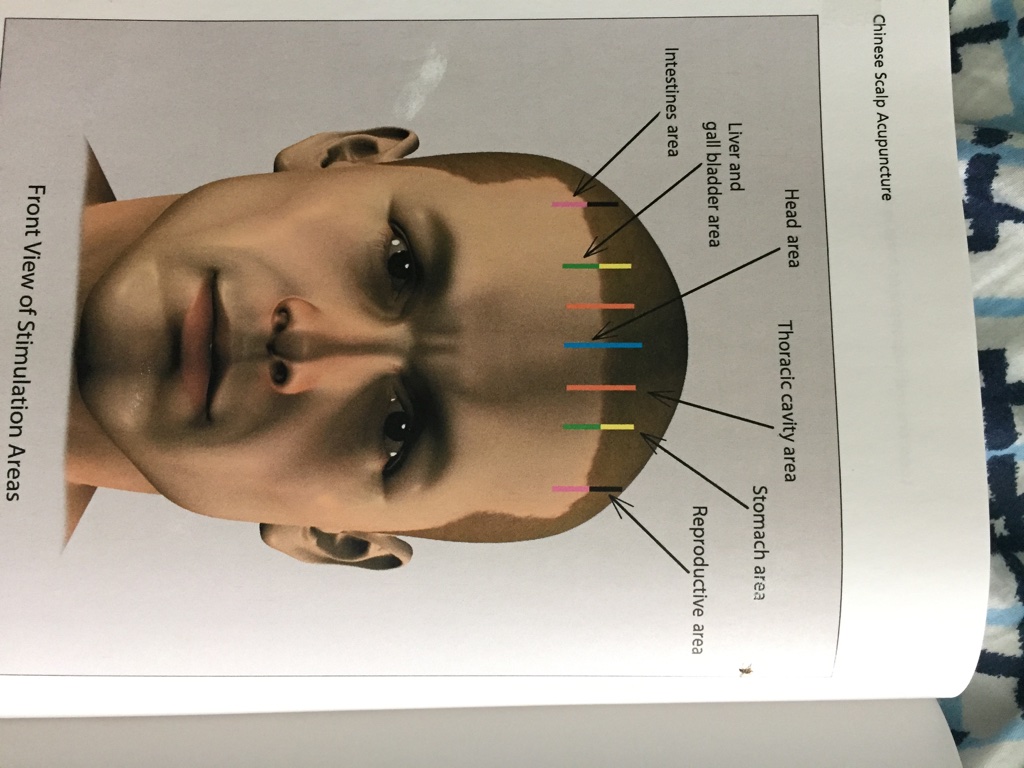 Chinese Scalp Acupuncture
Head area
Thoracic cavity area
Liver and
gall bladder area
Stomach area
Intestines area
Reproductive area
Front View of Stimulation Areas